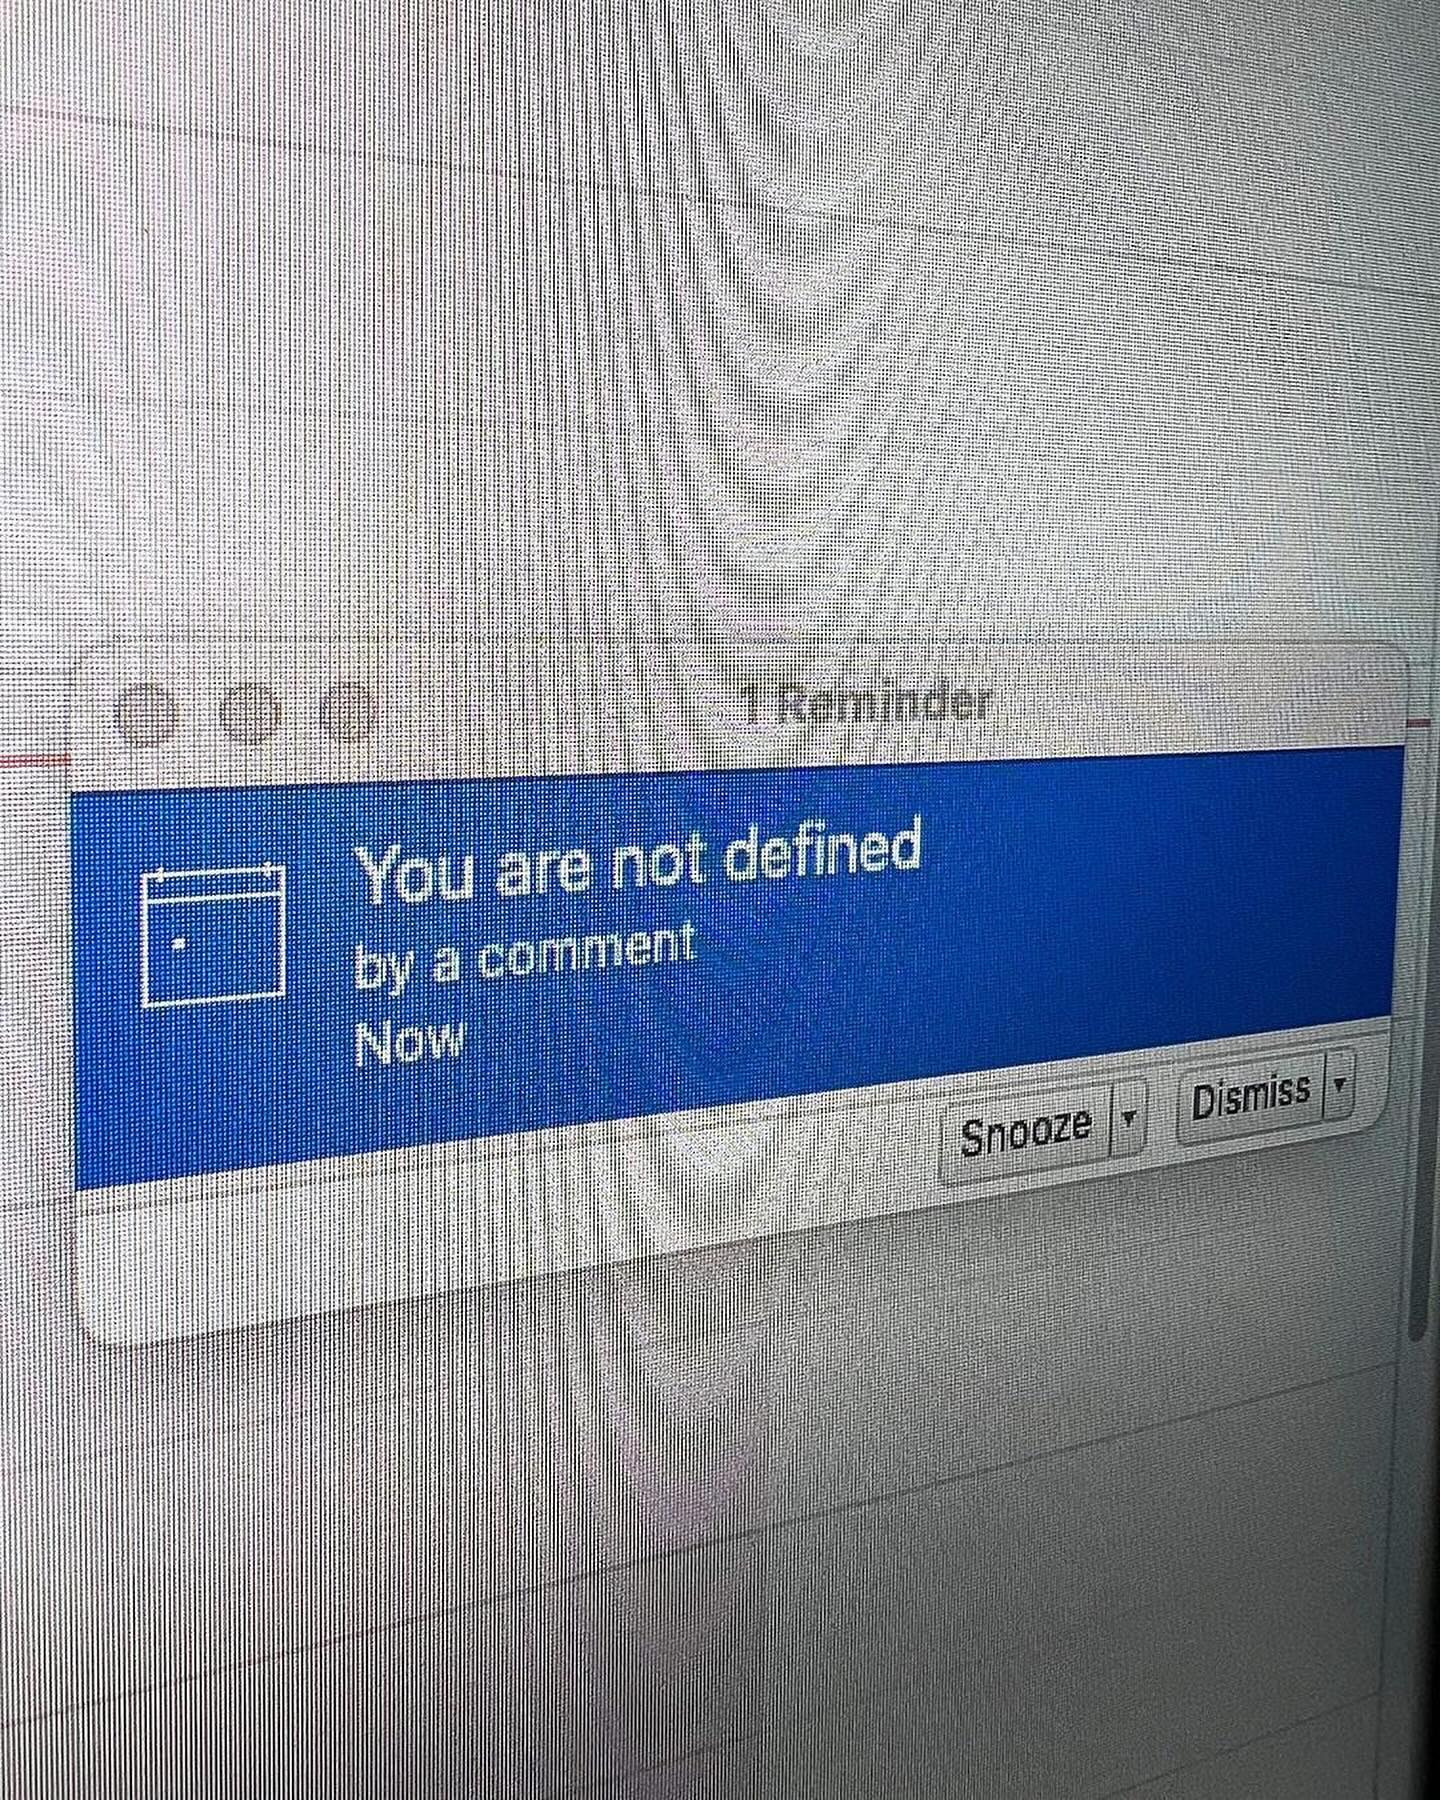 1 Reminder
You are not defined
by a comment
Now
Snooze
Dismiss